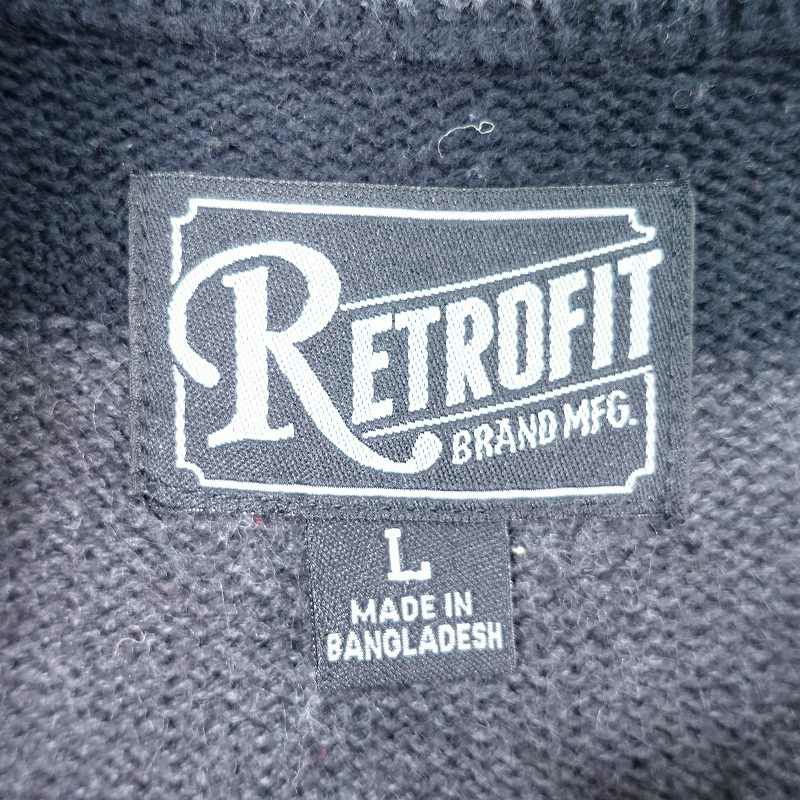 RETROFIT
BRAND MFG.
L
MADE IN
BANGLADESH